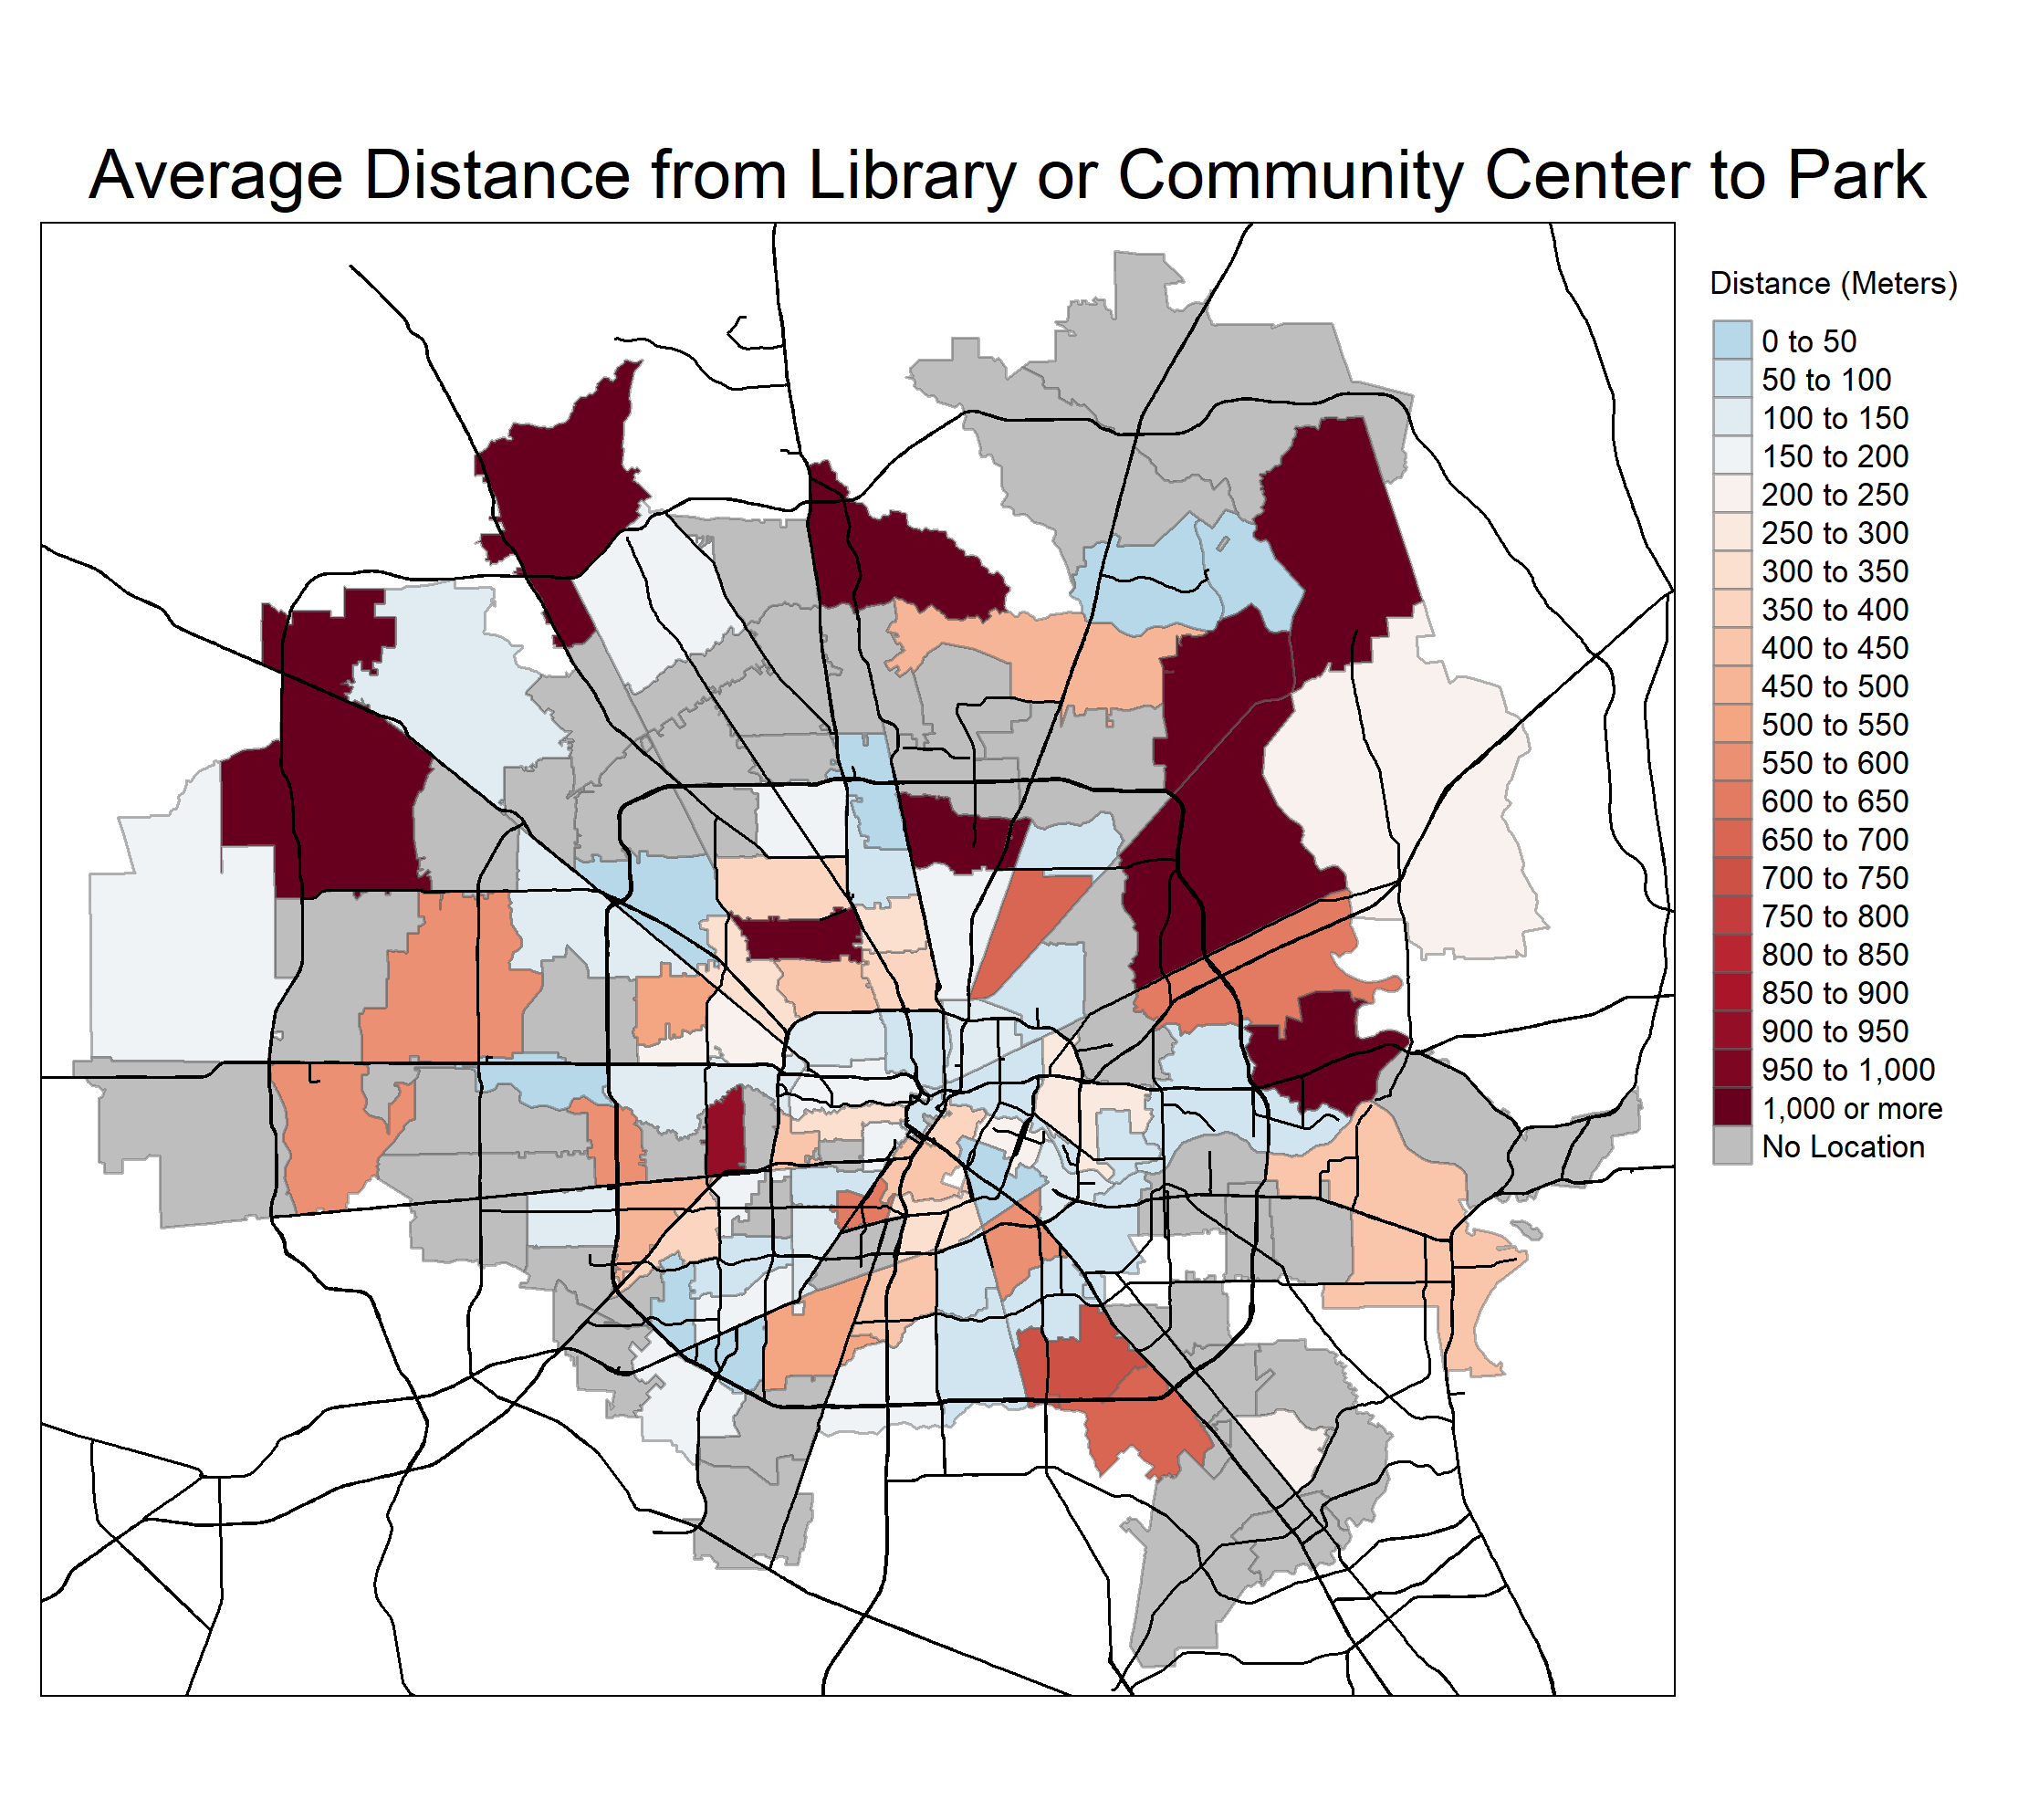 Average Distance from Library or Community Center to Park
Distance (Meters)
0 to 50
50 to 100
100 to 150
150 to 200
200 to 250
250 to 300
300 to 350
350 to 400
400 to 450
450 to 500
500 to 550
550 to 600
600 to 650
650 to 700
700 to 750
750 to 800
800 to 850
850 to 900
900 to 950
950 to 1,000
1,000 or more
No Location